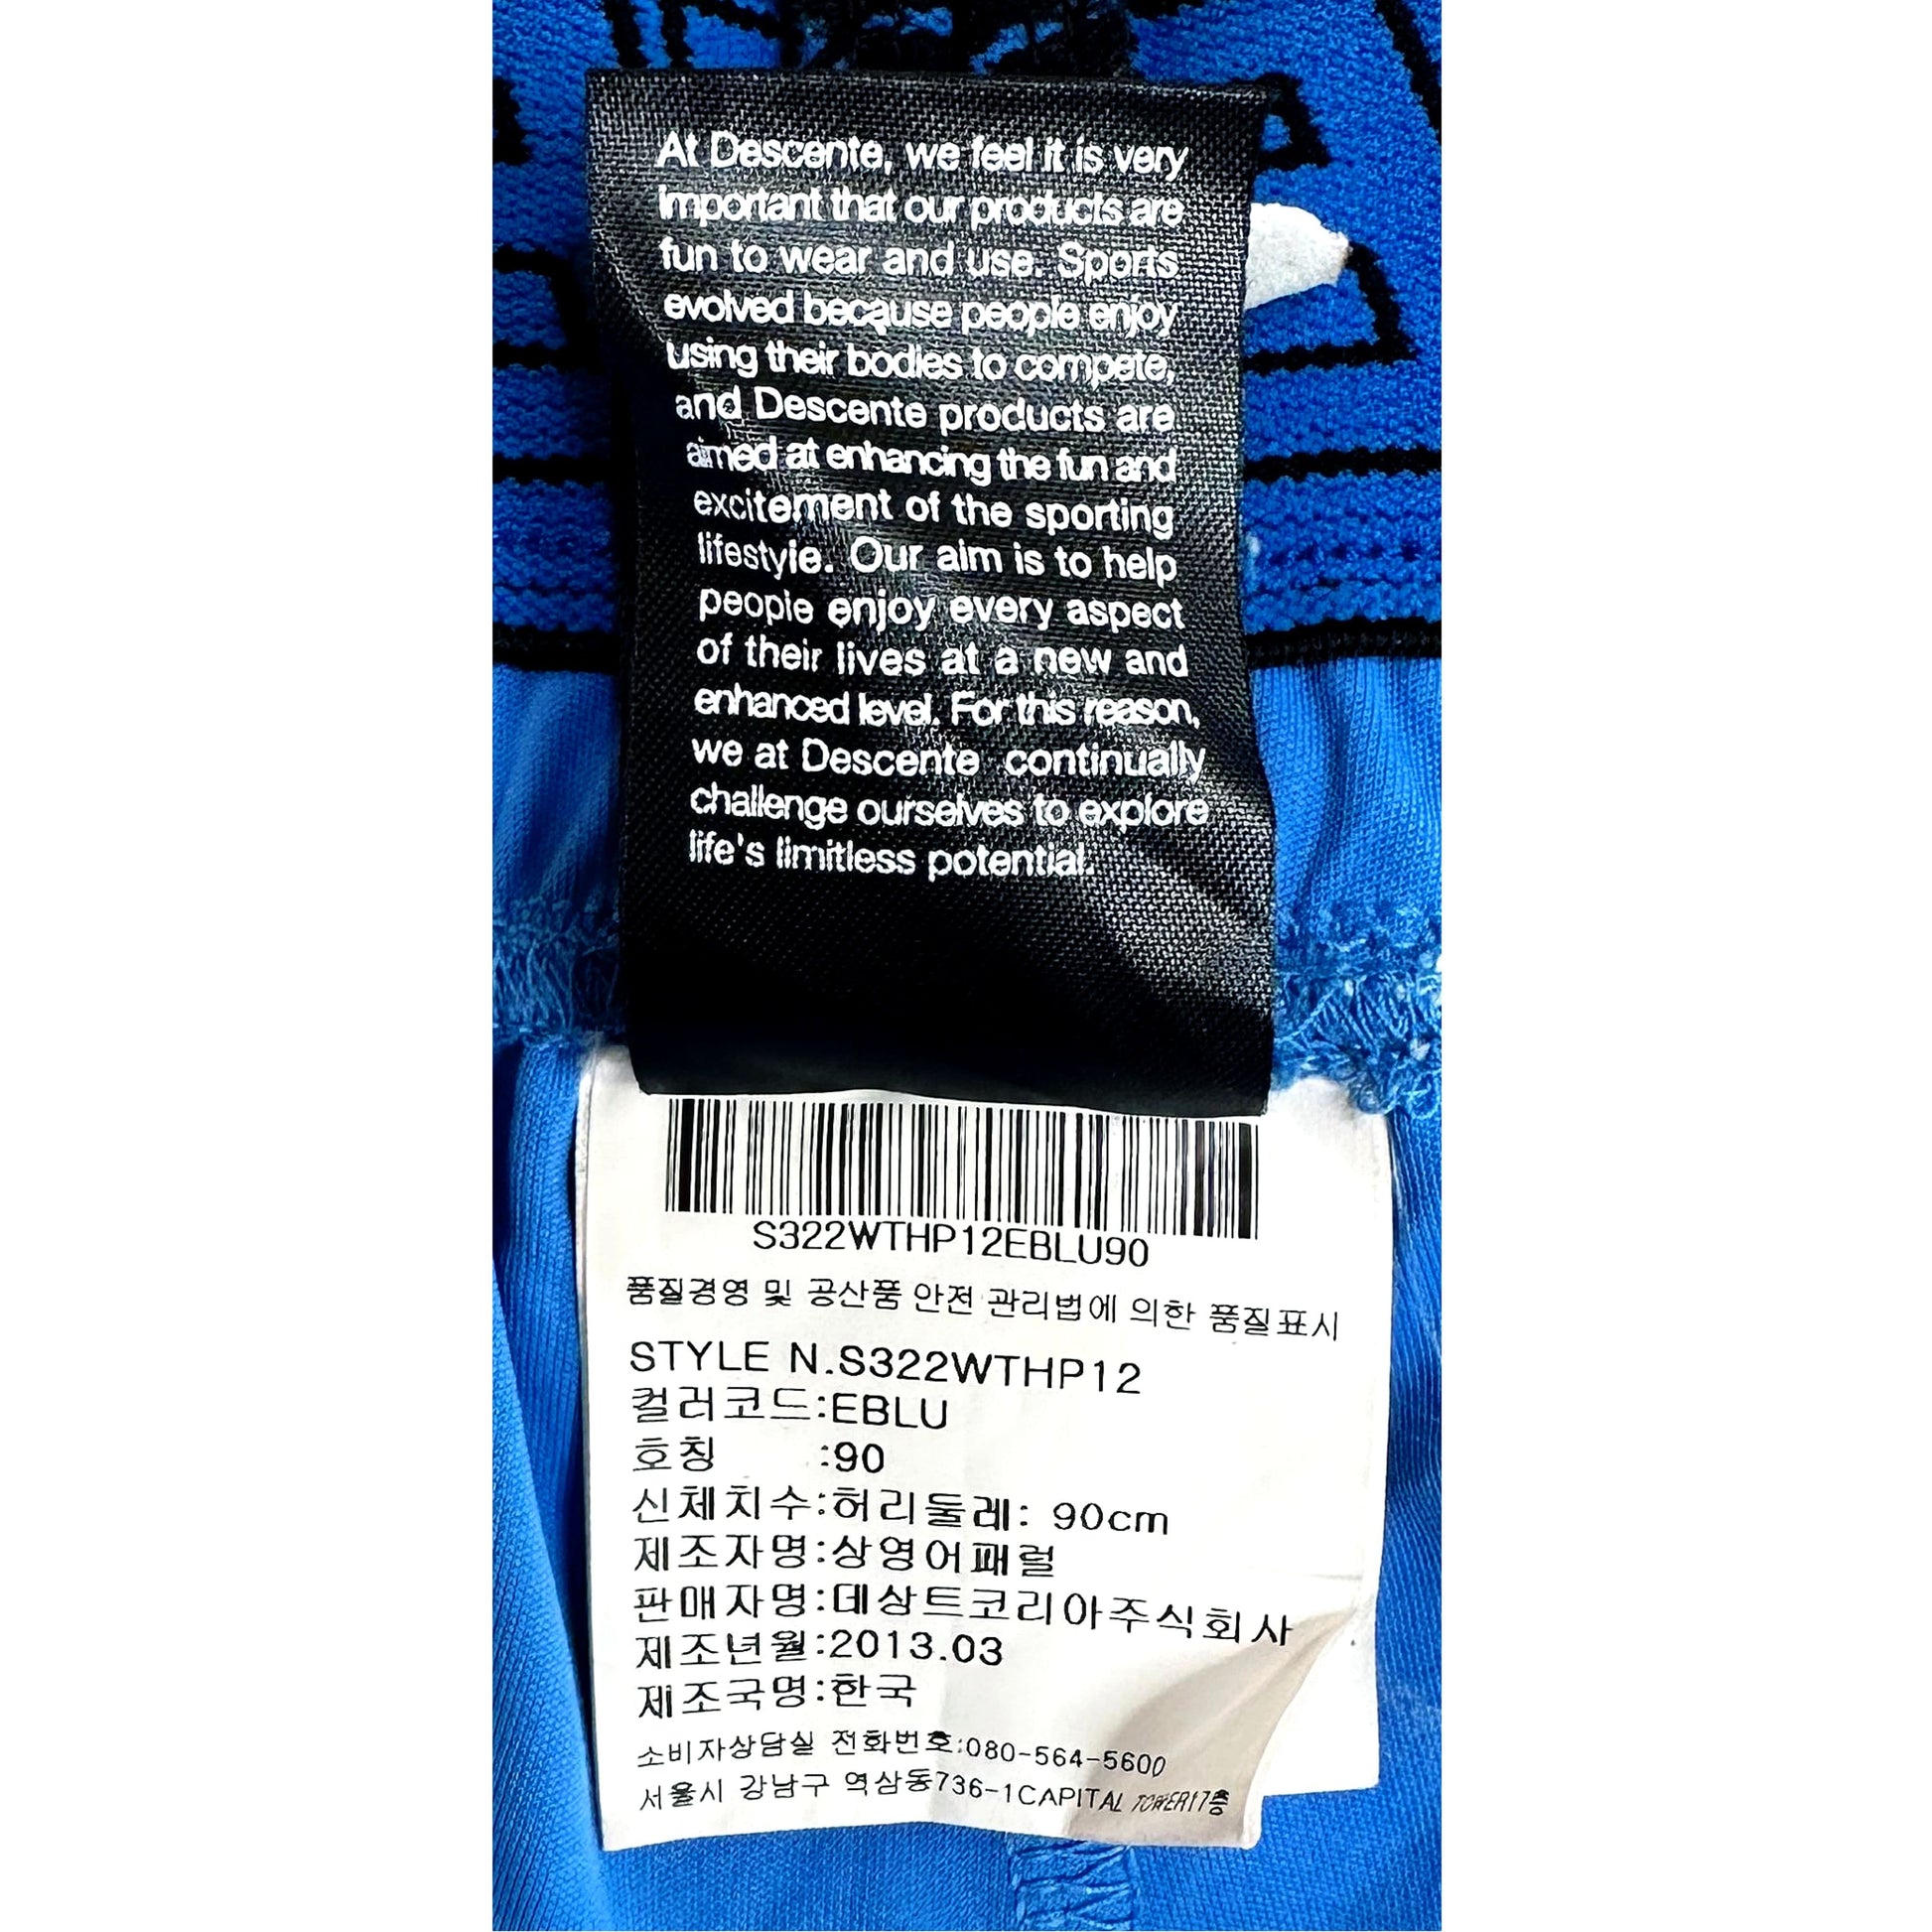 At Descente, we feel it is very
important that our products are
fun to wear and use. Sports
evolved because people enjoy
using their bodies to compete,
and Descente products are
aimed at enhancing the fun and
excitement of the sporting
lifestyle. Our aim is to help
people enjoy every aspect
of their lives at a new and
enhanced level. For this reason,
we at Descente continually
challenge ourselves to explore
life's limitless potential.
S322WTHP12EBLU90
품질경영 및 공산품 안전 관리법에 의한 품질표시
STYLE N.S322WTHP12
컬러코드:EBLU
호칭 :90
신체치수:허리둘레: 90cm
제조자명:상영어패럴
판매자명:데상트코리아주식회사
제조년월:2013.03
제조국명:한국
소비자상담실 전화번호:080-564-5600
서울시 강남구 역삼동736-1CAPITAL TOWER17층